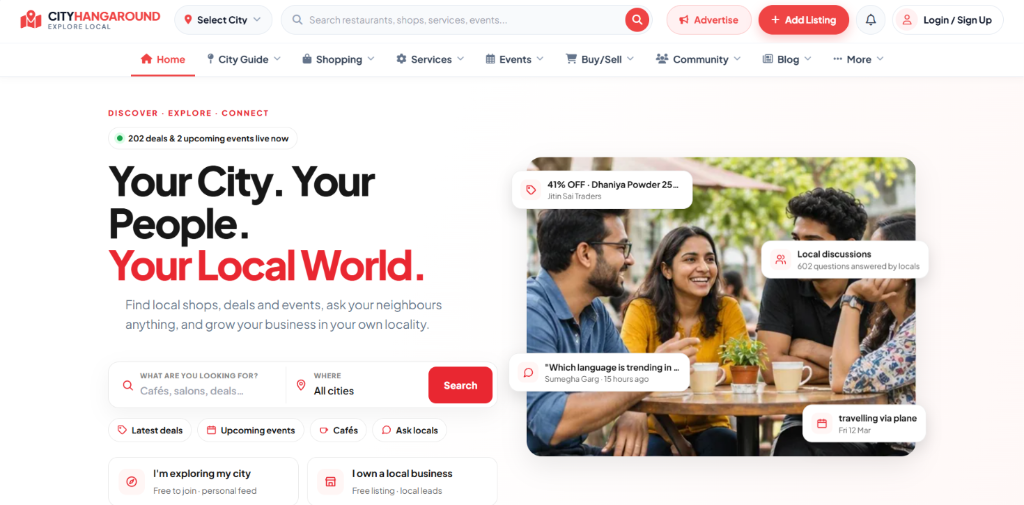 CITYHANGAROUND
EXPLORE LOCAL
Select City
Search restaurants, shops, services, events...
Advertise
+ Add Listing
Login / Sign Up
Home
City Guide
Shopping
Services
Events
Buy/Sell
Community
Blog
More
DISCOVER · EXPLORE · CONNECT
202 deals & 2 upcoming events live now
Your City. Your
People.
Your Local World.
Find local shops, deals and events, ask your neighbours
anything, and grow your business in your own locality.
WHAT ARE YOU LOOKING FOR?
Cafés, salons, deals...
WHERE
All cities
Search
Latest deals
Upcoming events
Cafés
Ask locals
I'm exploring my city
Free to join · personal feed
I own a local business
Free listing · local leads
41% OFF · Dhaniya Powder 25...
Jitin Sai Traders
Local discussions
602 questions answered by locals
"Which language is trending in ...
Sumegha Garg · 15 hours ago
travelling via plane
Fri 12 Mar